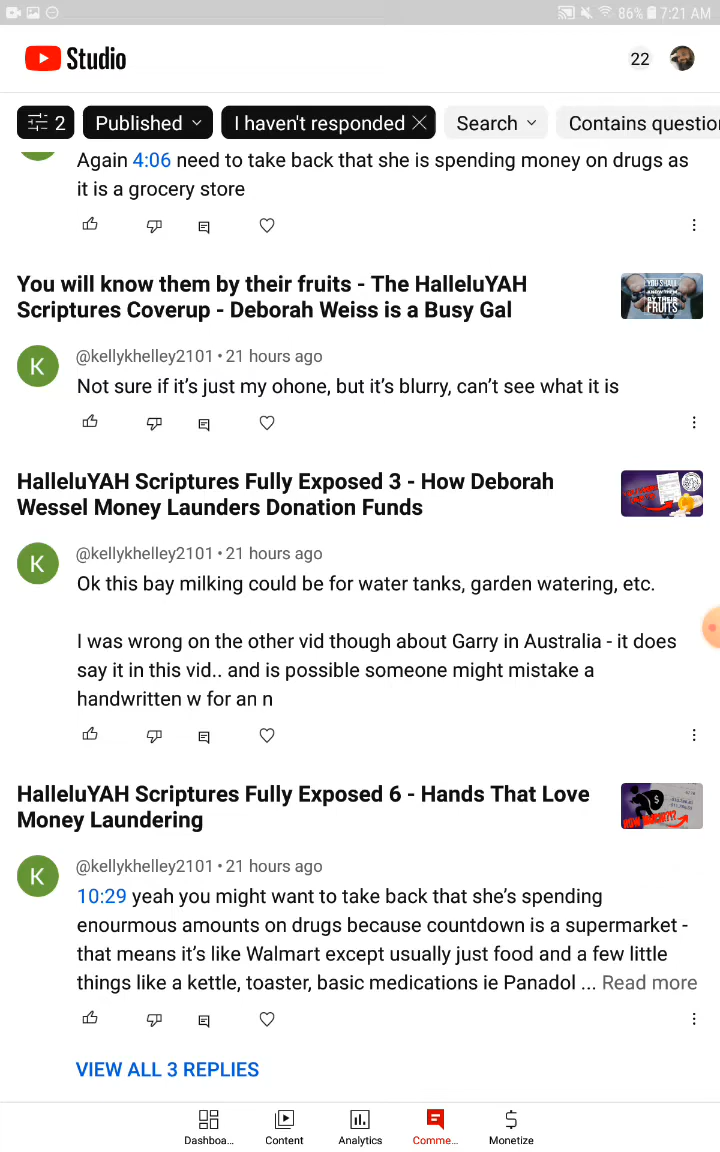 86% 7:21 AM
Studio
22
2 Published I haven't responded Search Contains questio
Again 4:06 need to take back that she is spending money on drugs as
it is a grocery store
You will know them by their fruits - The HalleluYAH
Scriptures Coverup - Deborah Weiss is a Busy Gal
YOU SHALL
KNOW THEM
BY THEIR
FRUITS
K
@kellykhelley2101 • 21 hours ago
Not sure if it’s just my ohone, but it’s blurry, can’t see what it is
HalleluYAH Scriptures Fully Exposed 3 - How Deborah
Wessel Money Launders Donation Funds
K
@kellykhelley2101 • 21 hours ago
Ok this bay milking could be for water tanks, garden watering, etc.
I was wrong on the other vid though about Garry in Australia - it does
say it in this vid.. and is possible someone might mistake a
handwritten w for an n
HalleluYAH Scriptures Fully Exposed 6 - Hands That Love
Money Laundering
K
@kellykhelley2101 • 21 hours ago
10:29 yeah you might want to take back that she’s spending
enourmous amounts on drugs because countdown is a supermarket -
that means it’s like Walmart except usually just food and a few little
things like a kettle, toaster, basic medications ie Panadol ... Read more
VIEW ALL 3 REPLIES
Dashboa... Content Analytics Comme... Monetize